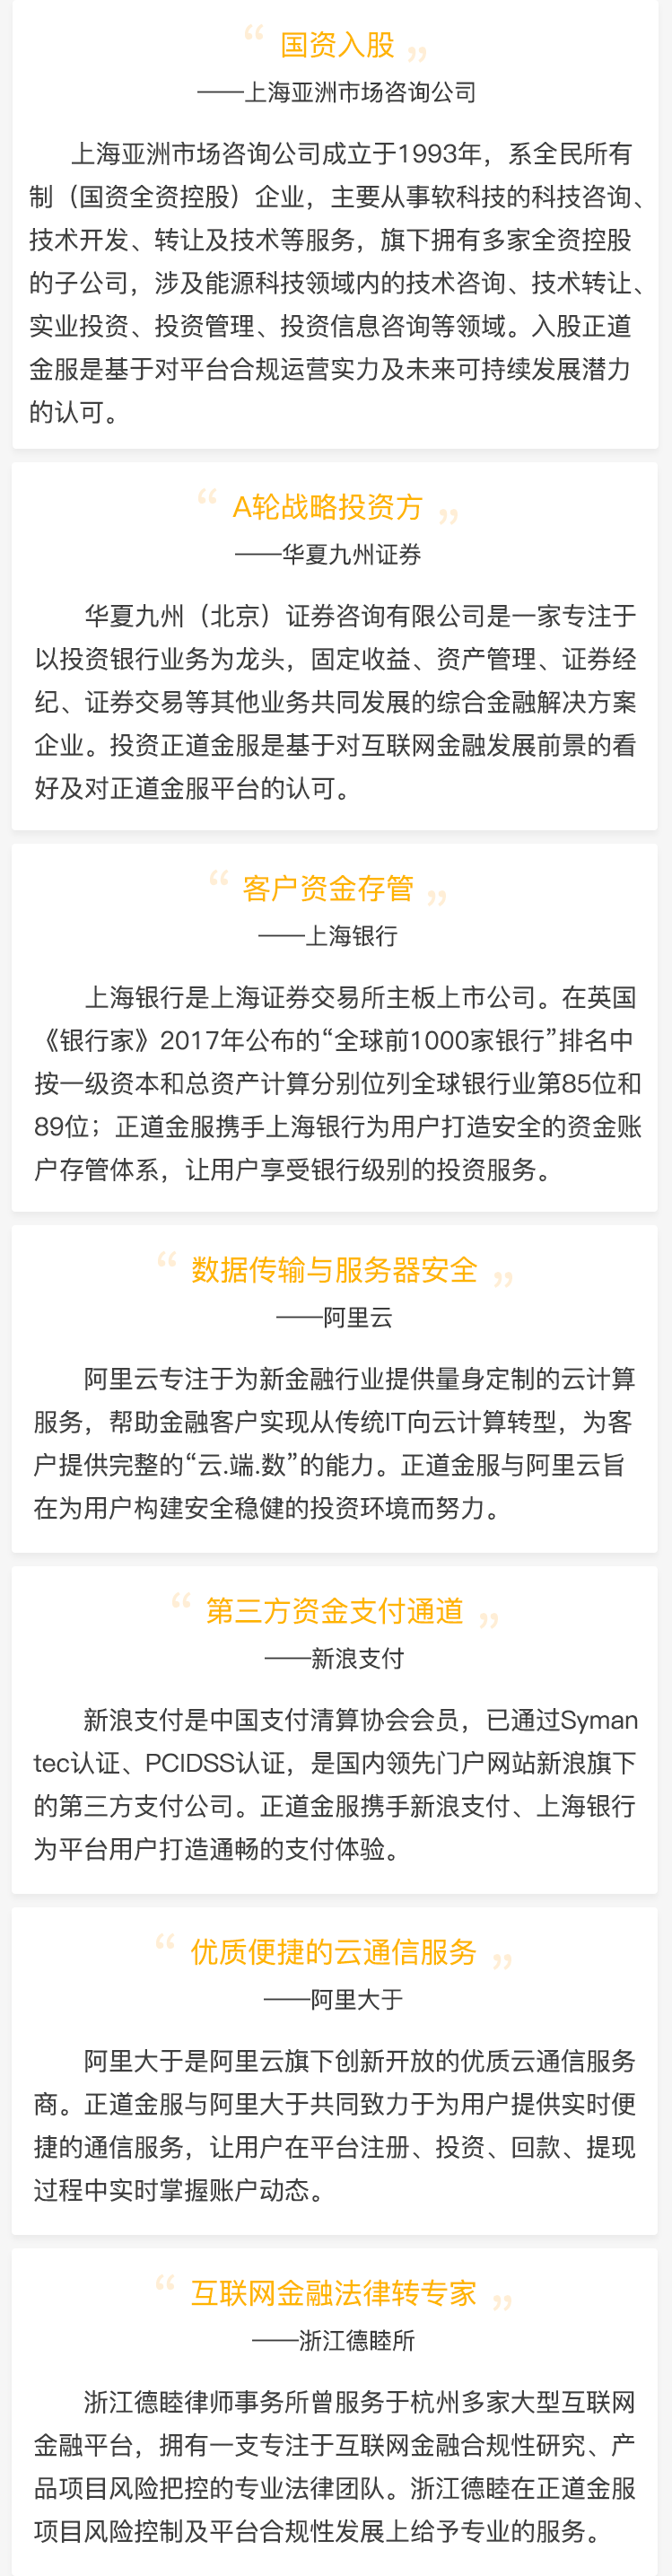 “ 国资入股 ”
——上海亚洲市场咨询公司
上海亚洲市场咨询公司成立于1993年，系全民所有
制（国资全资控股）企业，主要从事软科技的科技咨询、
技术开发、转让及技术等服务，旗下拥有多家全资控股
的子公司，涉及能源科技领域内的技术咨询、技术转让、
实业投资、投资管理、投资信息咨询等领域。入股正道
金服是基于对平台合规运营实力及未来可持续发展潜力
的认可。
“ A轮战略投资方 ”
——华夏九州证券
华夏九州（北京）证券咨询有限公司是一家专注于
以投资银行业务为龙头，固定收益、资产管理、证券经
纪、证券交易等其他业务共同发展的综合金融解决方案
企业。投资正道金服是基于对互联网金融发展前景的看
好及对正道金服平台的认可。
“ 客户资金存管 ”
——上海银行
上海银行是上海证券交易所主板上市公司。在英国
《银行家》2017年公布的“全球前1000家银行”排名中
按一级资本和总资产计算分别位列全球银行业第85位和
89位；正道金服携手上海银行为用户打造安全的资金账
户存管体系，让用户享受银行级别的投资服务。
“ 数据传输与服务器安全 ”
——阿里云
阿里云专注于为新金融行业提供量身定制的云计算
服务，帮助金融客户实现从传统IT向云计算转型，为客
户提供完整的“云.端.数”的能力。正道金服与阿里云旨
在为用户构建安全稳健的投资环境而努力。
“ 第三方资金支付通道 ”
——新浪支付
新浪支付是中国支付清算协会会员，已通过Syman
tec认证、PCIDSS认证，是国内领先门户网站新浪旗下
的第三方支付公司。正道金服携手新浪支付、上海银行
为平台用户打造通畅的支付体验。
“ 优质便捷的云通信服务 ”
——阿里大于
阿里大于是阿里云旗下创新开放的优质云通信服务
商。正道金服与阿里大于共同致力于为用户提供实时便
捷的通信服务，让用户在平台注册、投资、回款、提现
过程中实时掌握账户动态。
“ 互联网金融法律转专家 ”
——浙江德睦所
浙江德睦律师事务所曾服务于杭州多家大型互联网
金融平台，拥有一支专注于互联网金融合规性研究、产
品项目风险把控的专业法律团队。浙江德睦在正道金服
项目风险控制及平台合规性发展上给予专业的服务。